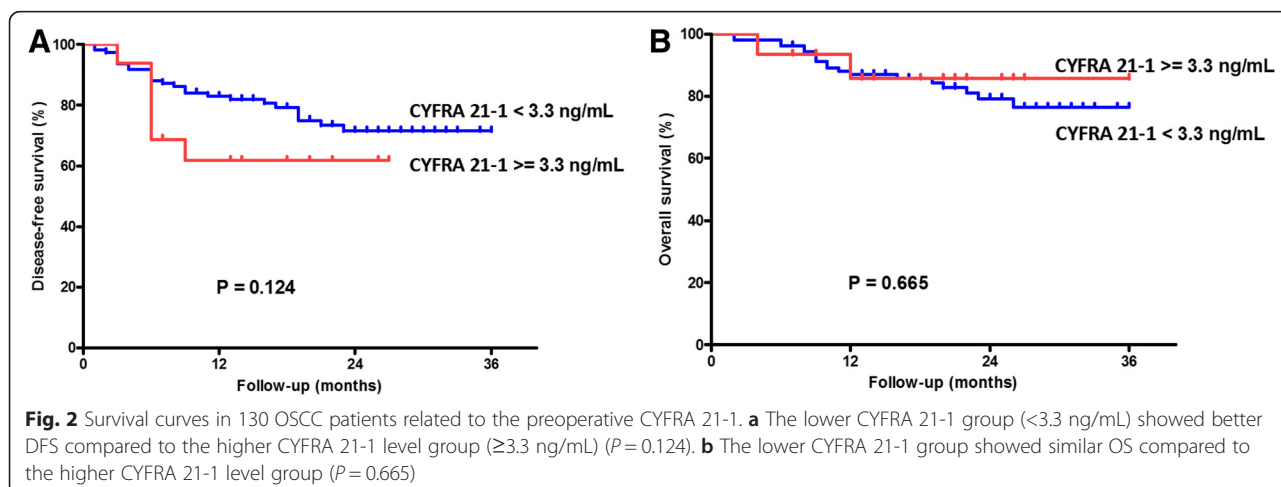 A
Disease-free survival (%)
100
80
60
40
20
0
0 12 24 36
Follow-up (months)
CYFRA 21-1 < 3.3 ng/mL
CYFRA 21-1 >= 3.3 ng/mL
P = 0.124
B
Overall survival (%)
100
80
60
40
20
0
0 12 24 36
Follow-up (months)
CYFRA 21-1 >= 3.3 ng/mL
CYFRA 21-1 < 3.3 ng/mL
P = 0.665
Fig. 2 Survival curves in 130 OSCC patients related to the preoperative CYFRA 21-1. a The lower CYFRA 21-1 group (<3.3 ng/mL) showed better
DFS compared to the higher CYFRA 21-1 level group (≥3.3 ng/mL) (P = 0.124). b The lower CYFRA 21-1 group showed similar OS compared to
the higher CYFRA 21-1 level group (P = 0.665)